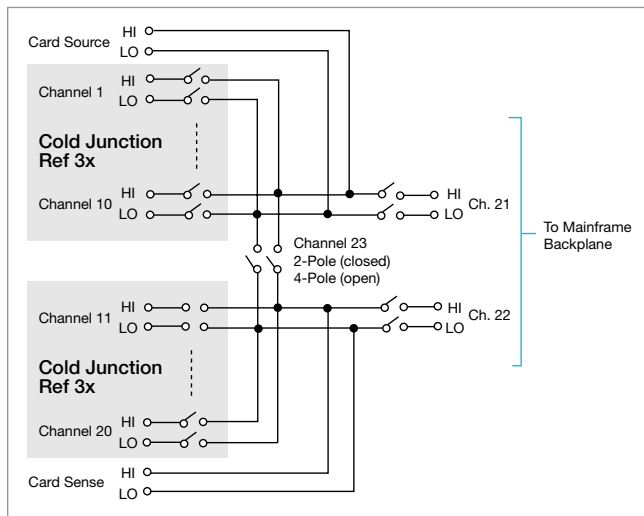 Card Source HI
LO
Channel 1 HI
LO
Cold Junction
Ref 3x
Channel 10 HI
LO
HI
LO
Ch. 21
To Mainframe
Backplane
Channel 23
2-Pole (closed)
4-Pole (open)
Channel 11 HI
LO
HI
LO
Ch. 22
Cold Junction
Ref 3x
Channel 20 HI
LO
Card Sense HI
LO